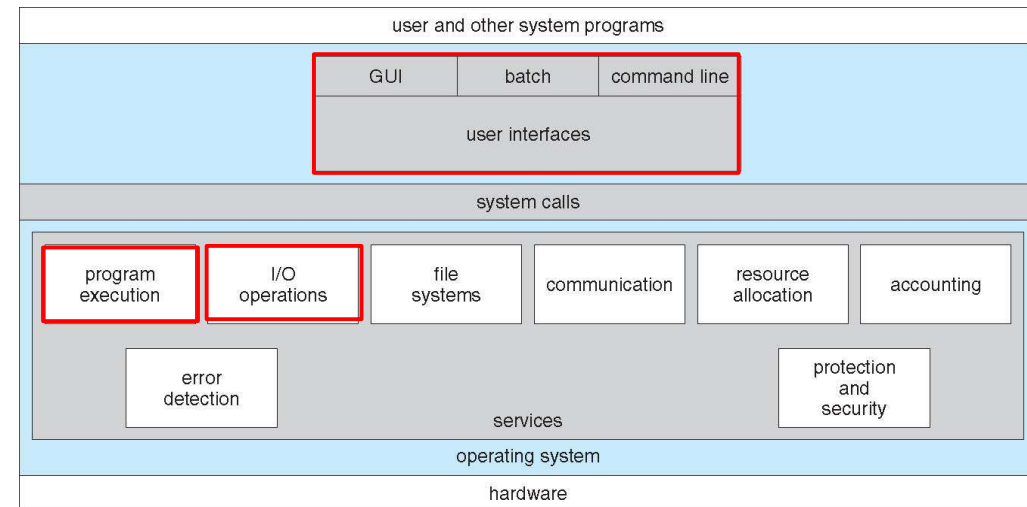 user and other system programs
GUI
batch
command line
user interfaces
system calls
program
execution
I/O
operations
file
systems
communication
resource
allocation
accounting
error
detection
protection
and
security
services
operating system
hardware